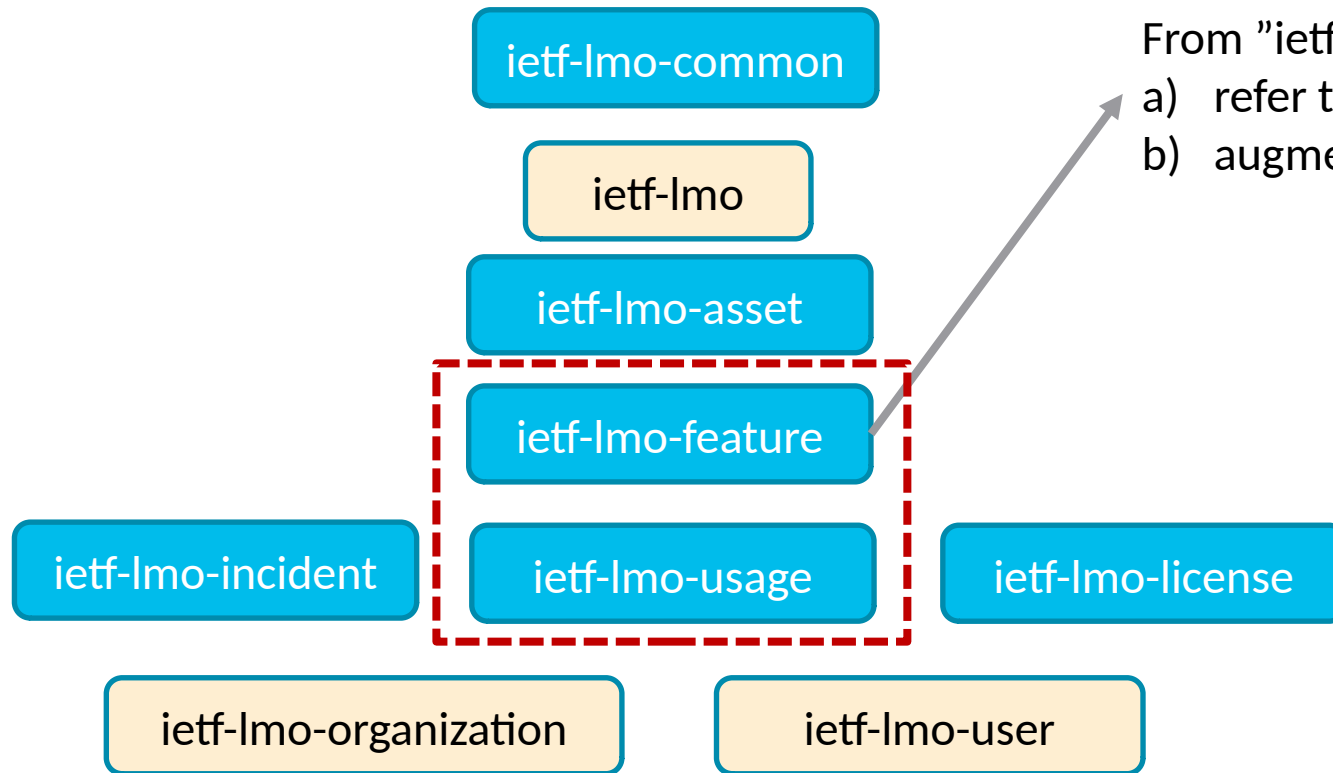 ietf-lmo-common
From ”ietf
a) refer t
b) augme
ietf-lmo
ietf-lmo-asset
ietf-lmo-feature
ietf-lmo-incident
ietf-lmo-usage
ietf-lmo-license
ietf-lmo-organization
ietf-lmo-user